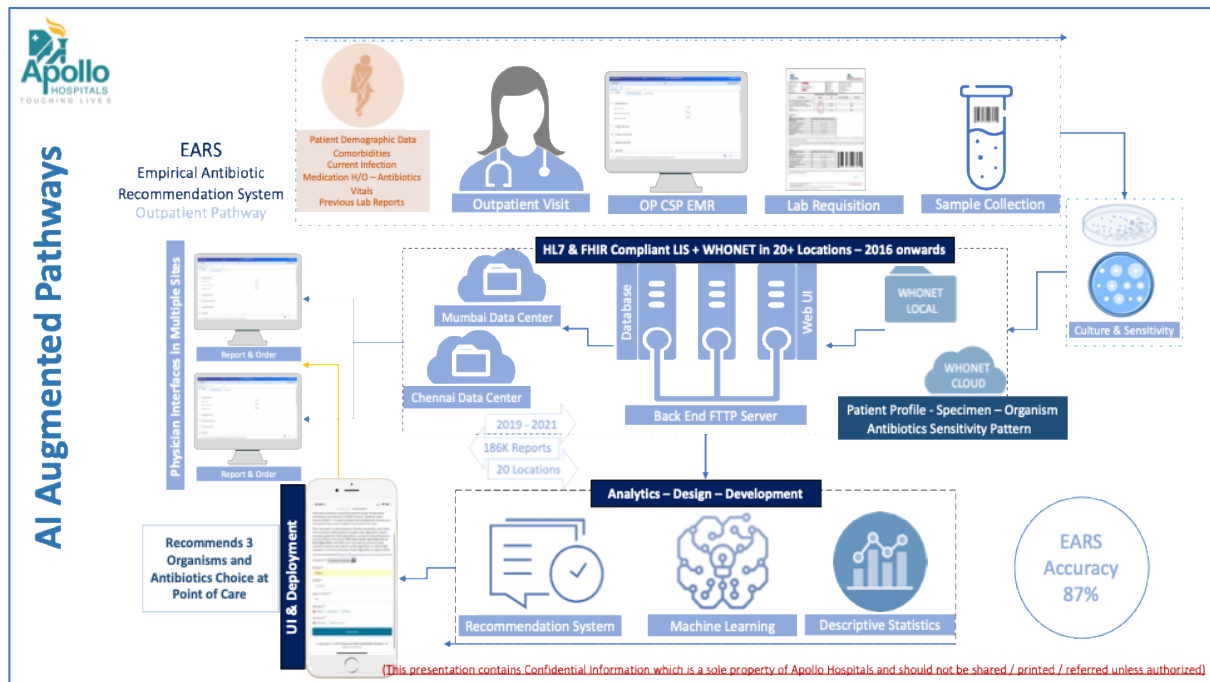 Apollo
HOSPITALS
TOUCHING LIVES
AI Augmented Pathways
EARS
Empirical Antibiotic
Recommendation System
Outpatient Pathway
Patient Demographic Data
Comorbidities
Current Infection
Medication H/O – Antibiotics
Vitals
Previous Lab Reports
Outpatient Visit
OP CSP EMR
Lab Requisition
Sample Collection
Culture & Sensitivity
HL7 & FHIR Compliant LIS + WHONET in 20+ Locations – 2016 onwards
Physician Interfaces in Multiple Sites
Report & Order
Report & Order
Mumbai Data Center
Chennai Data Center
Database
Web UI
Back End FTTP Server
WHONET
LOCAL
WHONET
CLOUD
Patient Profile - Specimen – Organism
Antibiotics Sensitivity Pattern
2019 - 2021
186K Reports
20 Locations
Analytics – Design – Development
Recommendation System
Machine Learning
Descriptive Statistics
UI & Deployment
Recommends 3
Organisms and
Antibiotics Choice at
Point of Care
EARS
Accuracy
87%
(This presentation contains Confidential Information which is a sole property of Apollo Hospitals and should not be shared / printed / referred unless authorized)